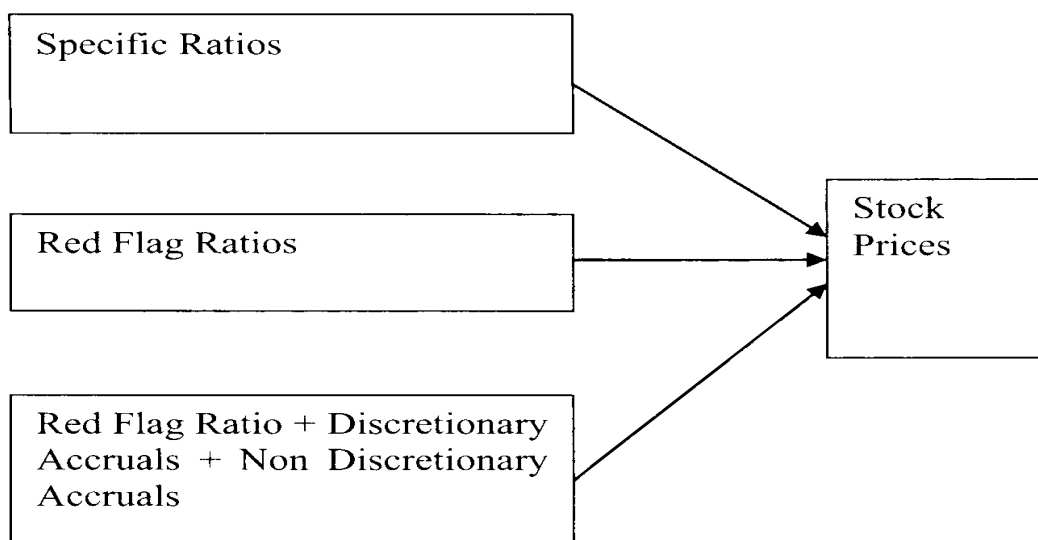 Specific Ratios
Red Flag Ratios
Red Flag Ratio + Discretionary
Accruals + Non Discretionary
Accruals
Stock
Prices